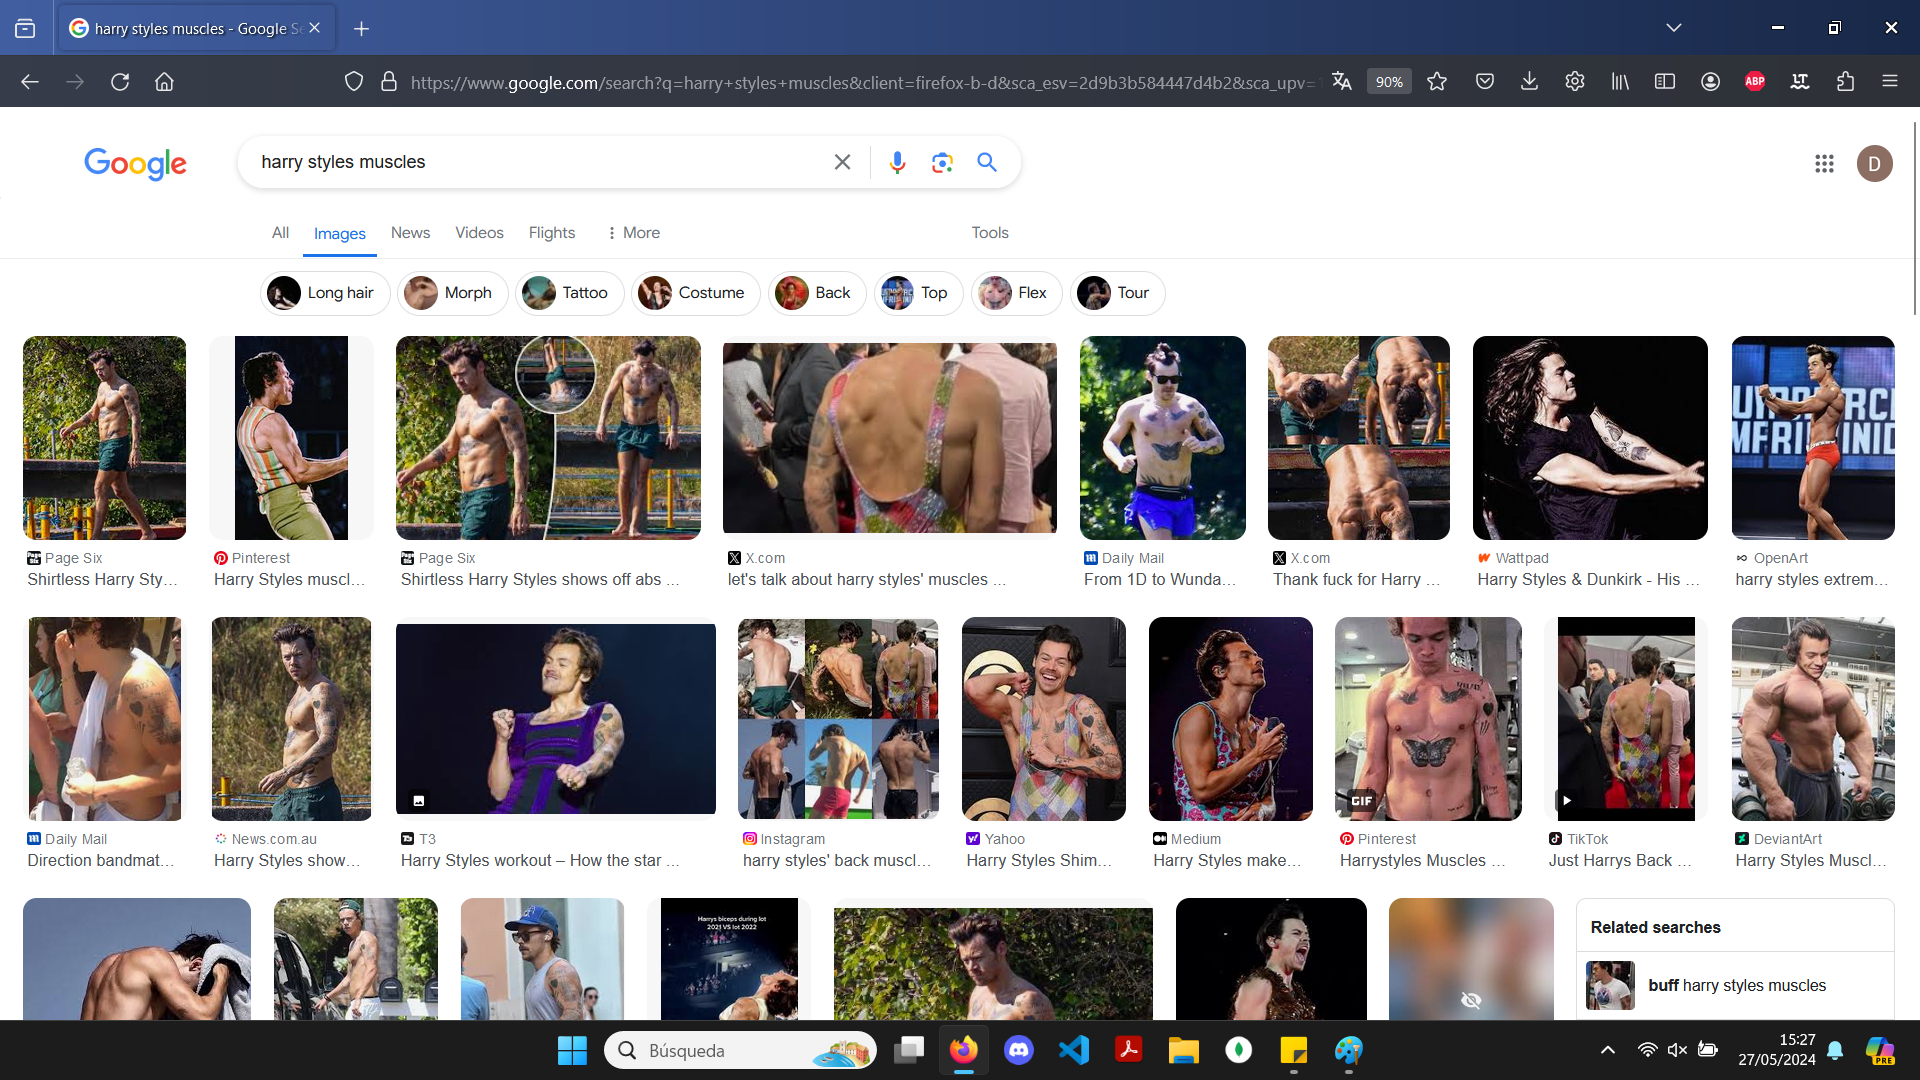 harry styles muscles - Google Se
https://www.google.com/search?q=harry+styles+muscles&client=firefox-b-d&sca_esv=2d9b3b584447d4b2&sca_upv=
90%
ABP
Google
harry styles muscles
D
All
Images
News
Videos
Flights
More
Tools
Long hair
Morph
Tattoo
Costume
Back
Top
Flex
Tour
Page Six
Shirtless Harry Sty...
Pinterest
Harry Styles muscl...
Page Six
Shirtless Harry Styles shows off abs ...
X.com
let's talk about harry styles' muscles ...
Daily Mail
From 1D to Wunda...
X.com
Thank fuck for Harry ...
Wattpad
Harry Styles & Dunkirk - His ...
OpenArt
harry styles extrem...
Daily Mail
Direction bandmat...
News.com.au
Harry Styles show...
T3
Harry Styles workout – How the star ...
Instagram
harry styles' back muscl...
Yahoo
Harry Styles Shim...
Medium
Harry Styles make...
GIF
Pinterest
Harrystyles Muscles ...
TikTok
Just Harrys Back ...
DeviantArt
Harry Styles Muscl...
Harrys biceps during lot
2021 VS lot 2022
Related searches
buff harry styles muscles
Búsqueda
15:27
27/05/2024
PRE